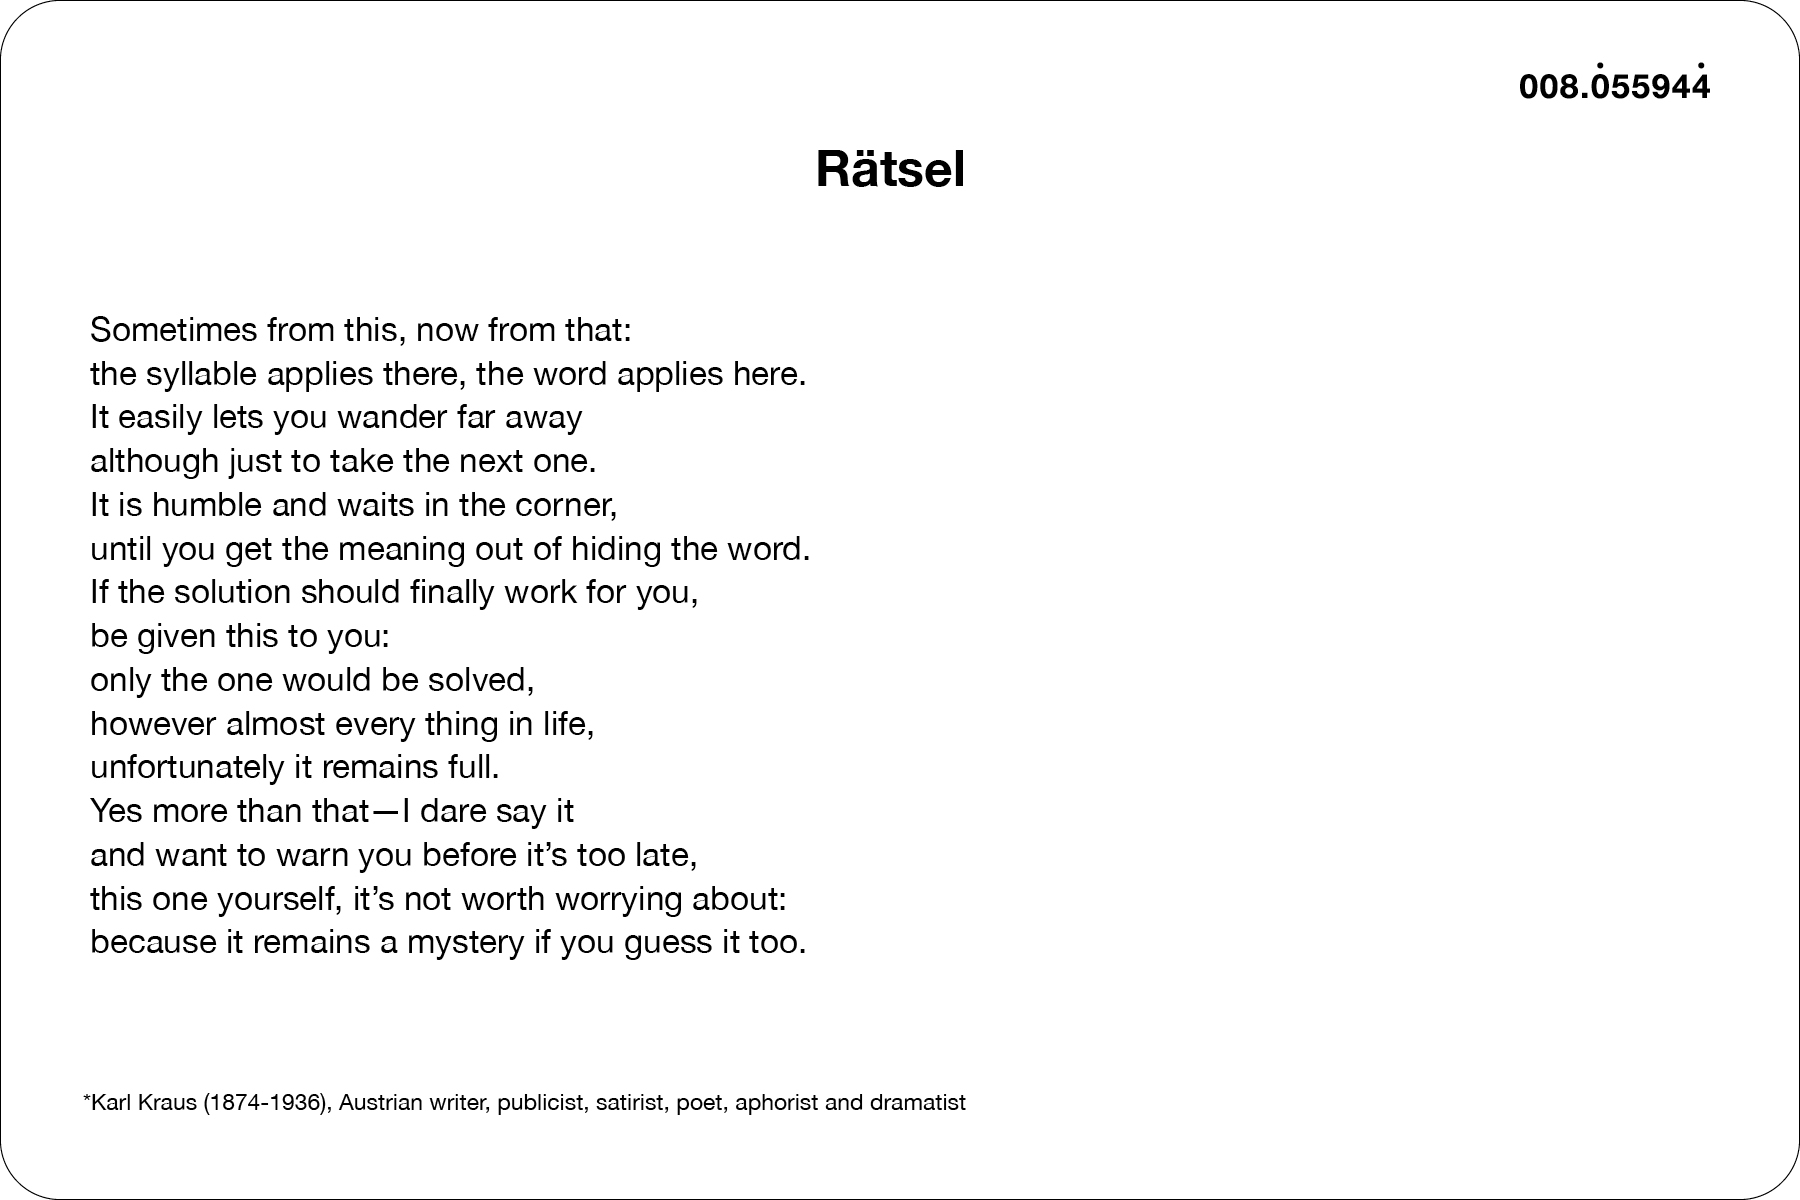 008.0̇55944̇
Rätsel
Sometimes from this, now from that:
the syllable applies there, the word applies here.
It easily lets you wander far away
although just to take the next one.
It is humble and waits in the corner,
until you get the meaning out of hiding the word.
If the solution should finally work for you,
be given this to you:
only the one would be solved,
however almost every thing in life,
unfortunately it remains full.
Yes more than that—I dare say it
and want to warn you before it’s too late,
this one yourself, it’s not worth worrying about:
because it remains a mystery if you guess it too.
*Karl Kraus (1874-1936), Austrian writer, publicist, satirist, poet, aphorist and dramatist